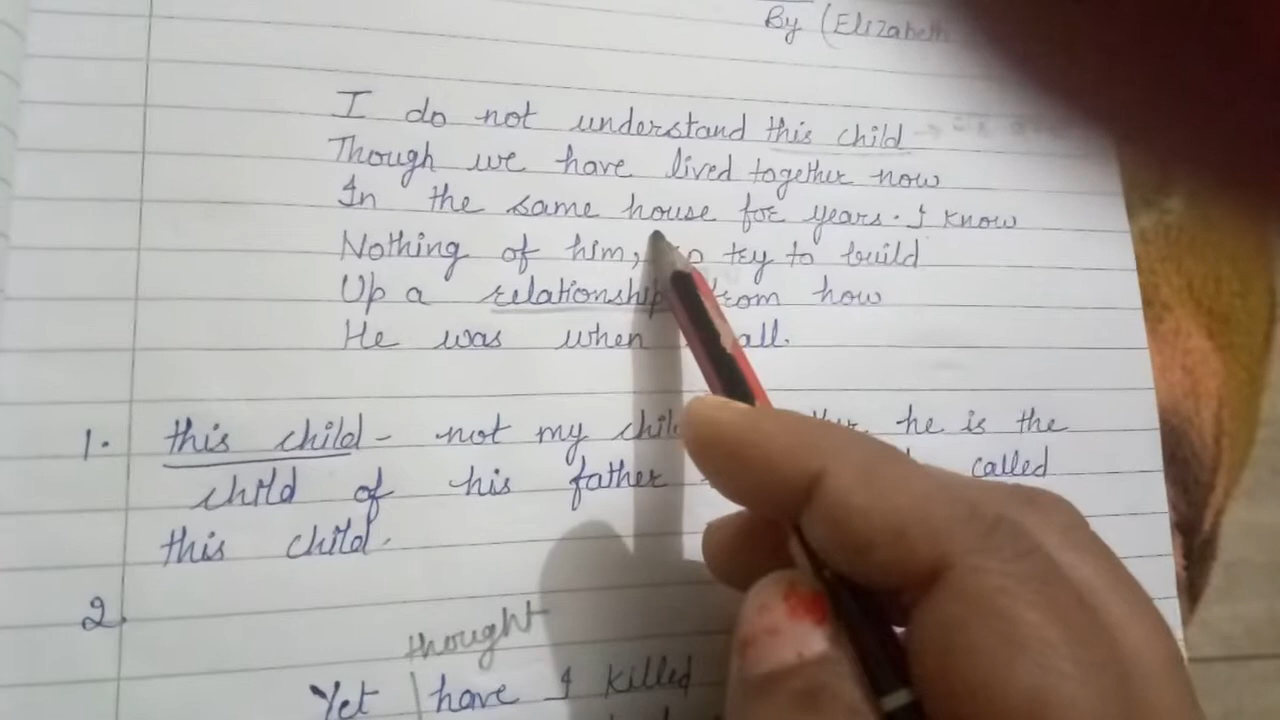 By (Elizabeth
I do not understand this child
Though we have lived together now
In the same house for years. I know
Nothing of him, try to build
Up a relationship from how
He was when all.
1. this child - not my child he is the
child of his father called
this child.
2.
thought
Yet have I killed